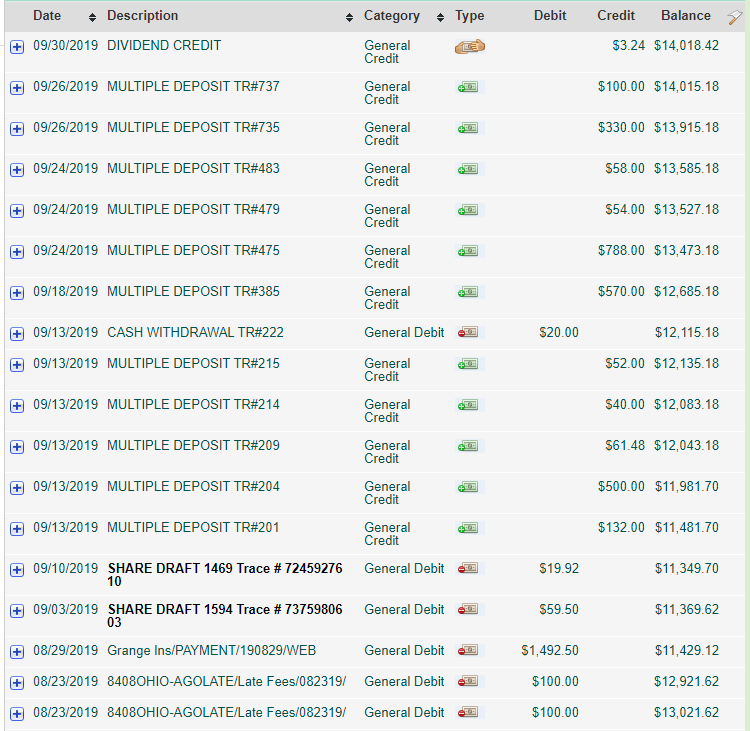 Date Description Category Type Debit Credit Balance
09/30/2019 DIVIDEND CREDIT General $3.24 $14,018.42
Credit
09/26/2019 MULTIPLE DEPOSIT TR#737 General $100.00 $14,015.18
Credit
09/26/2019 MULTIPLE DEPOSIT TR#735 General $330.00 $13,915.18
Credit
09/24/2019 MULTIPLE DEPOSIT TR#483 General $58.00 $13,585.18
Credit
09/24/2019 MULTIPLE DEPOSIT TR#479 General $54.00 $13,527.18
Credit
09/24/2019 MULTIPLE DEPOSIT TR#475 General $788.00 $13,473.18
Credit
09/18/2019 MULTIPLE DEPOSIT TR#385 General $570.00 $12,685.18
Credit
09/13/2019 CASH WITHDRAWAL TR#222 General Debit $20.00 $12,115.18
09/13/2019 MULTIPLE DEPOSIT TR#215 General $52.00 $12,135.18
Credit
09/13/2019 MULTIPLE DEPOSIT TR#214 General $40.00 $12,083.18
Credit
09/13/2019 MULTIPLE DEPOSIT TR#209 General $61.48 $12,043.18
Credit
09/13/2019 MULTIPLE DEPOSIT TR#204 General $500.00 $11,981.70
Credit
09/13/2019 MULTIPLE DEPOSIT TR#201 General $132.00 $11,481.70
Credit
09/10/2019 SHARE DRAFT 1469 Trace # 72459276 General Debit $19.92 $11,349.70
10
09/03/2019 SHARE DRAFT 1594 Trace # 73759806 General Debit $59.50 $11,369.62
03
08/29/2019 Grange Ins/PAYMENT/190829/WEB General Debit $1,492.50 $11,429.12
08/23/2019 8408OHIO-AGOLATE/Late Fees/082319/ General Debit $100.00 $12,921.62
08/23/2019 8408OHIO-AGOLATE/Late Fees/082319/ General Debit $100.00 $13,021.62